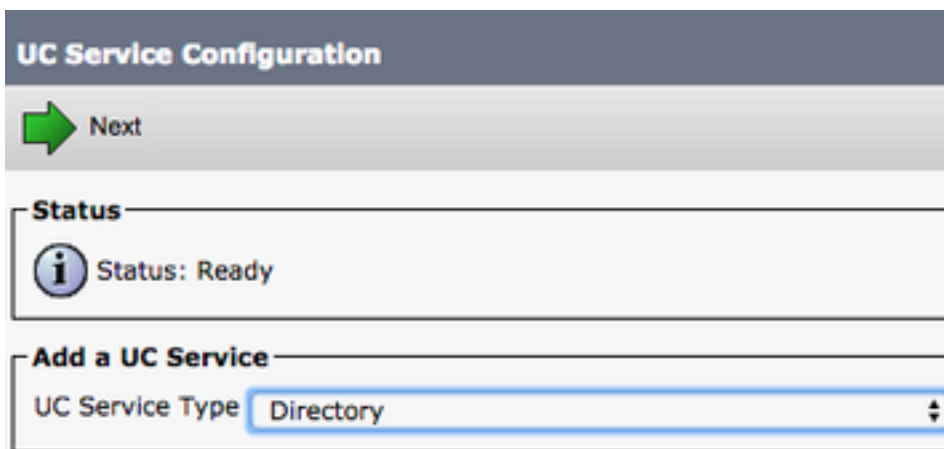 UC Service Configuration
Next
Status
Status: Ready
Add a UC Service
UC Service Type Directory